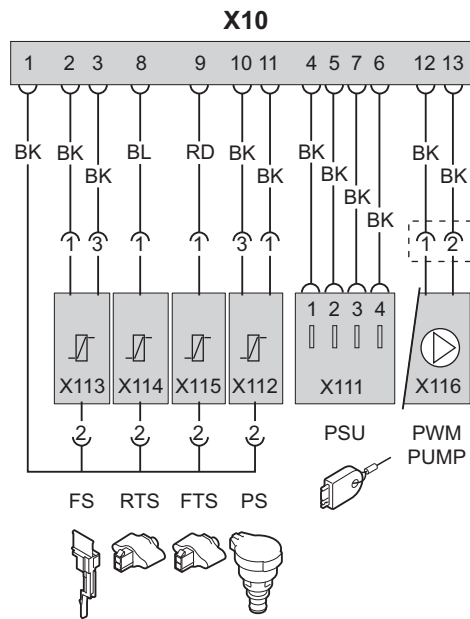 X10
1 2 3 8 9 10 11 4 5 7 6 12 13
BK BK BL RD BK BK BK
BK BK BK BK BK
BK
BK
1 3 1 1 3 1 1 2
1 2 3 4
X113 X114 X115 X112 X111 X116
2 2 2 2
PSU PWM
PUMP
FS RTS FTS PS